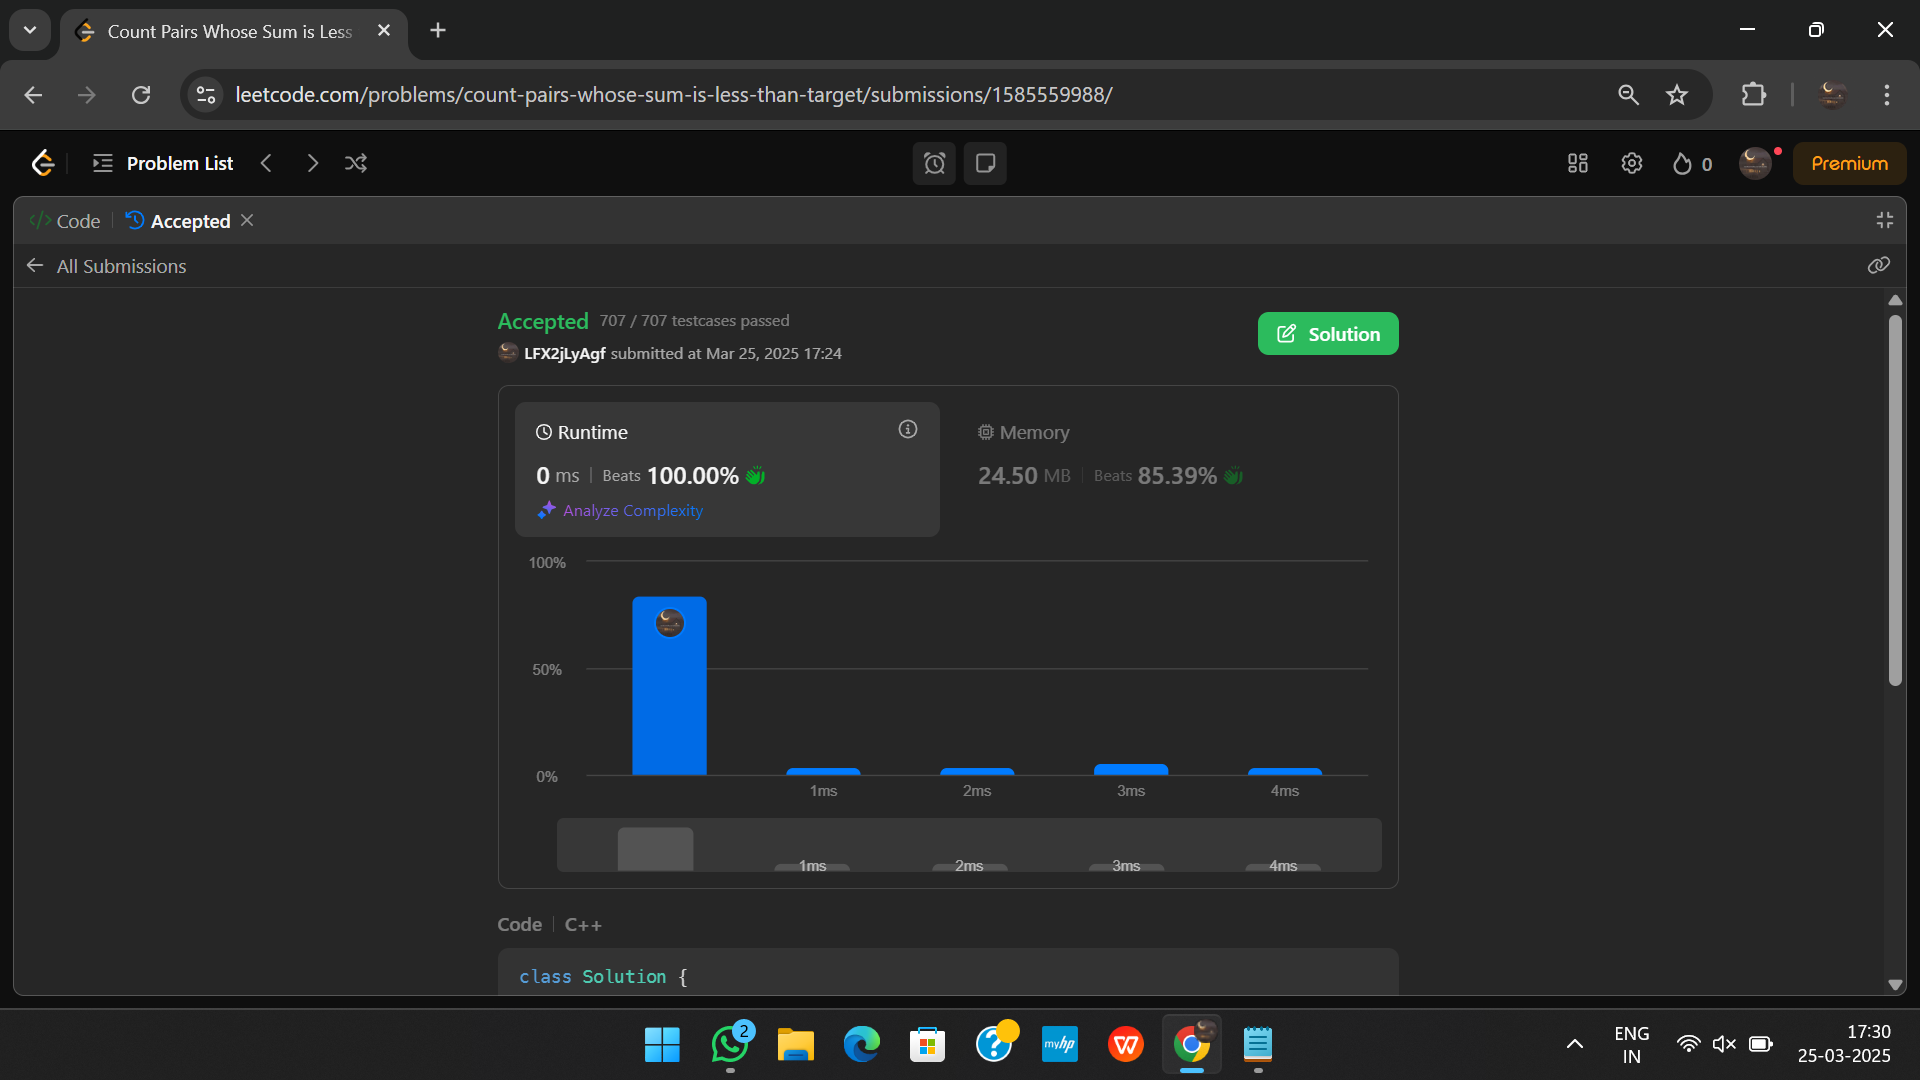 Count Pairs Whose Sum is Less
leetcode.com/problems/count-pairs-whose-sum-is-less-than-target/submissions/1585559988/
Problem List
0
Premium
</> Code
Accepted
All Submissions
Accepted 707 / 707 testcases passed
LFX2jLyAgf submitted at Mar 25, 2025 17:24
Solution
Runtime
0 ms | Beats 100.00%
Analyze Complexity
Memory
24.50 MB | Beats 85.39%
100%
50%
0%
1ms 2ms 3ms 4ms
1ms 2ms 3ms 4ms
Code | C++
class Solution {
2
?
myhp
W
ENG
IN
17:30
25-03-2025